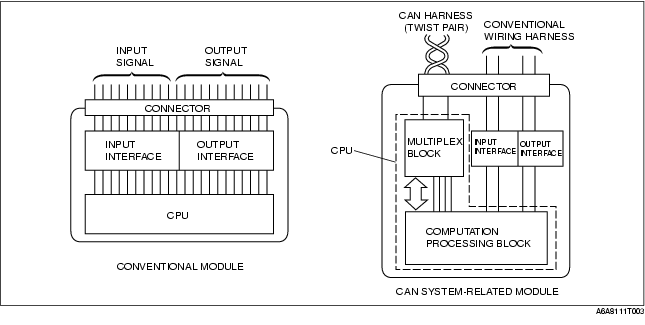 INPUT
SIGNAL
OUTPUT
SIGNAL
CONNECTOR
INPUT
INTERFACE
OUTPUT
INTERFACE
CPU
CONVENTIONAL MODULE
CAN HARNESS
(TWIST PAIR)
CONVENTIONAL
WIRING HARNESS
CONNECTOR
CPU
MULTIPLEX
BLOCK
INPUT
INTERFACE
OUTPUT
INTERFACE
COMPUTATION
PROCESSING BLOCK
CAN SYSTEM-RELATED MODULE
A6A8111T003